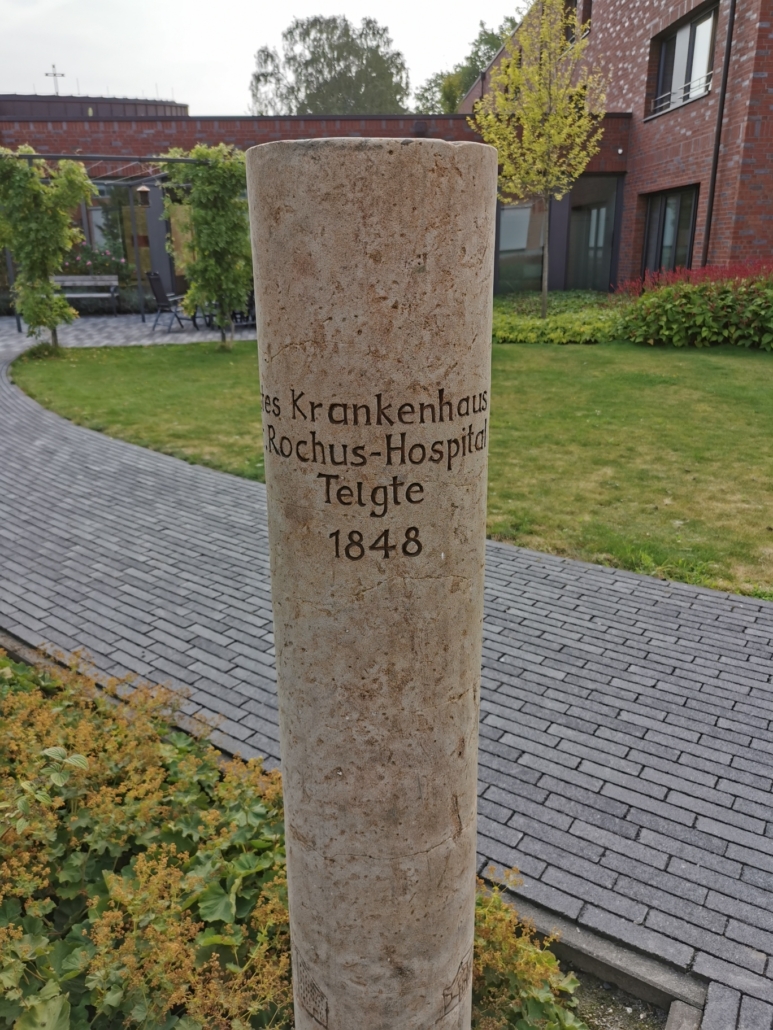 Krankenhaus
Rochus-Hospital
Telgte
1848